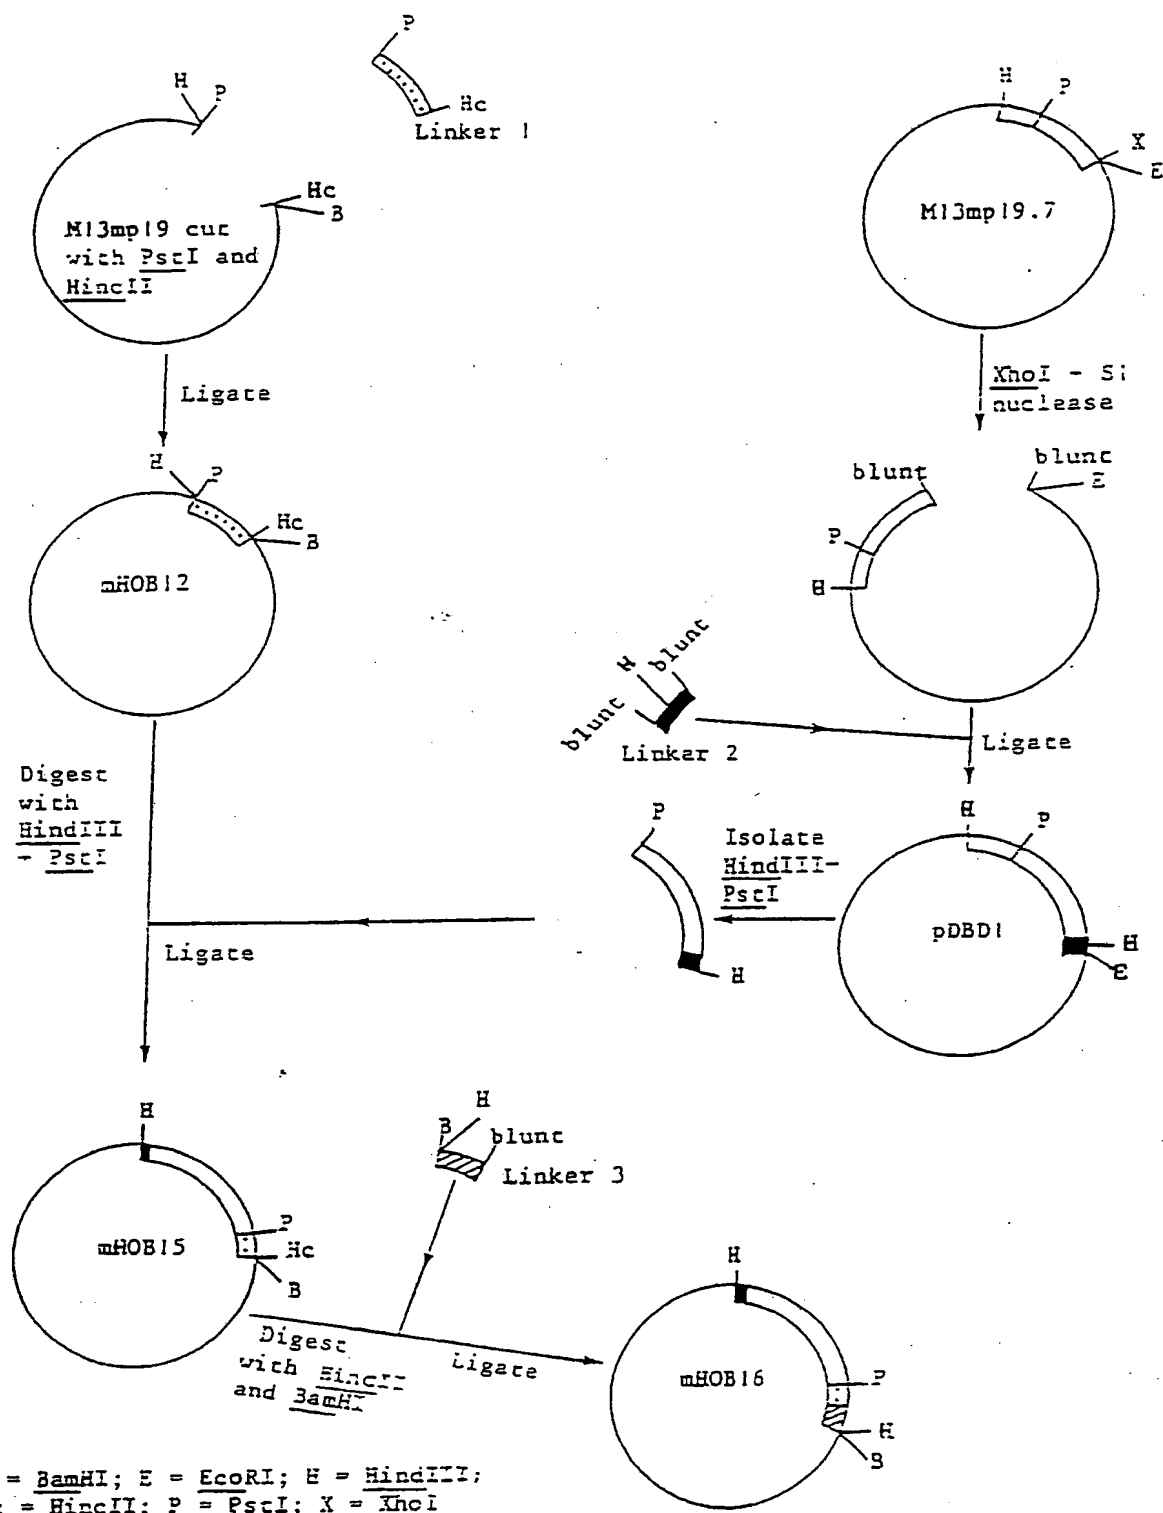 P
H
P
Hc
Linker 1
Hc
B
M13mp19 cut
with PstI and
HincII
H
P
X
E
M13mp19.7
Ligate
XhoI - S1
nuclease
H
P
Hc
B
mHOB12
blunt
blunt
E
P
H
H
blunt
blunt
Linker 2
Ligate
Digest
with
HindIII
- PstI
P
Isolate
HindIII-
PstI
H
P
pDBD1
H
E
H
Ligate
H
mHOB15
P
Hc
B
H
B
blunt
Linker 3
Digest
with HincII
and BamHI
Ligate
H
mHOB16
P
H
B
= BamHI; E = EcoRI; H = HindIII;
c = HincII; P = PstI; X = XhoI